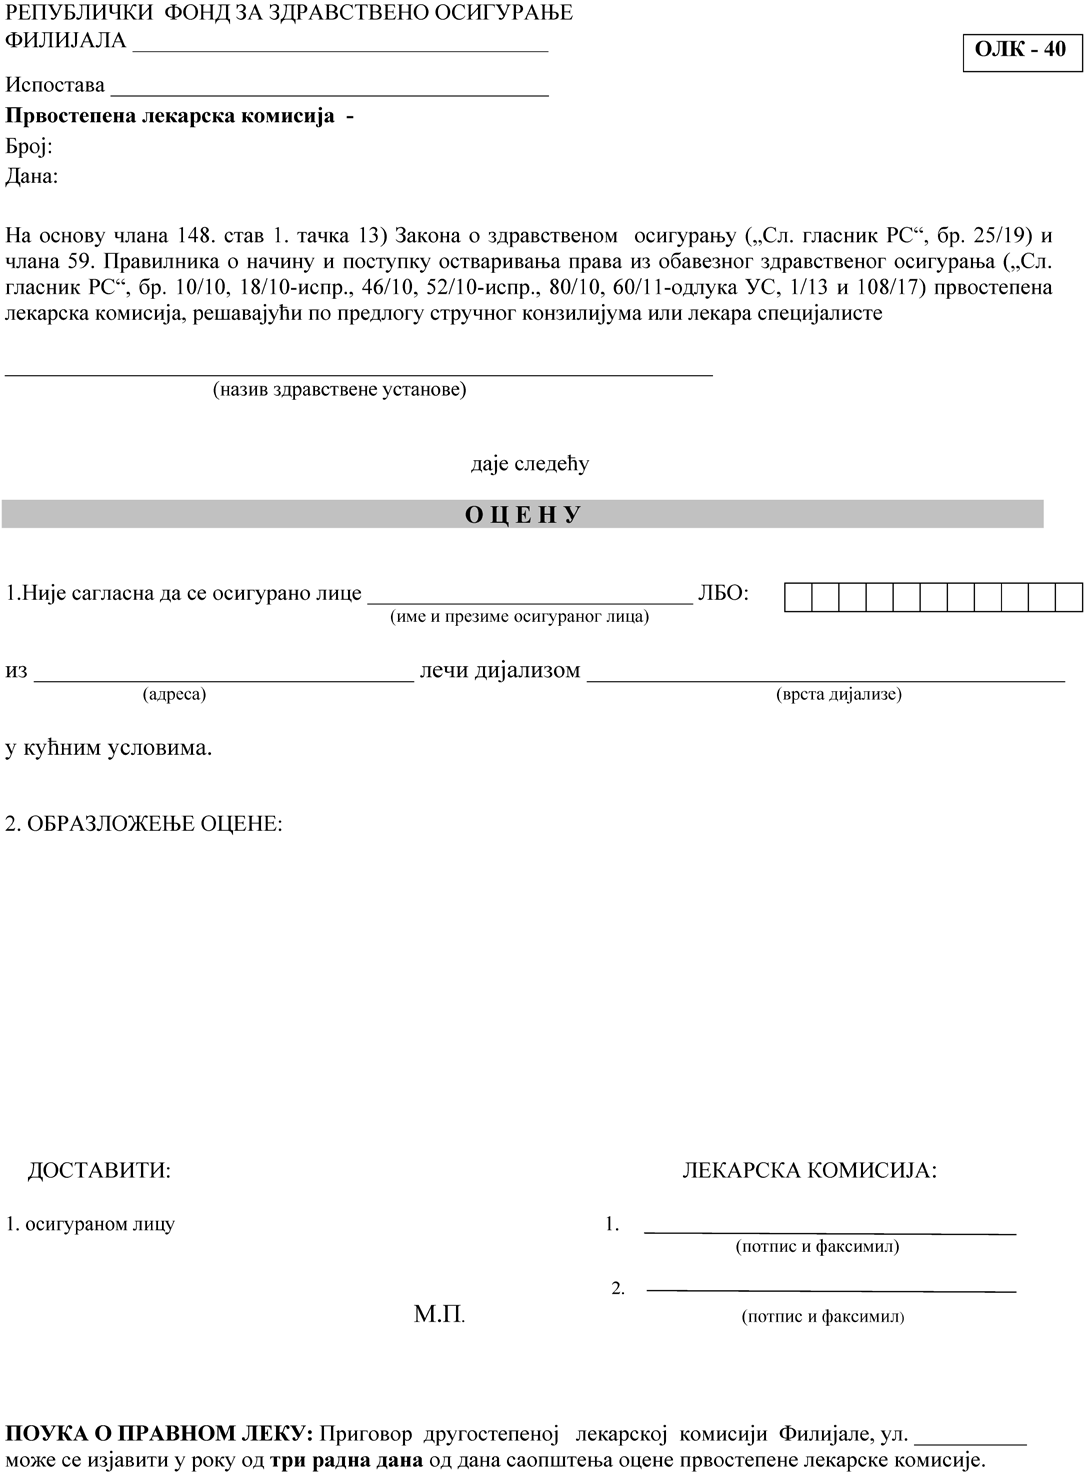 РЕПУБЛИЧКИ ФОНД ЗА ЗДРАВСТВЕНО ОСИГУРАЊЕ
ФИЛИЈАЛА
ОЛК - 40
Испостава
Првостепена лекарска комисија -
Број:
Дана:
На основу члана 148. став 1. тачка 13) Закона о здравственом осигурању („Сл. гласник РС“, бр. 25/19) и
члана 59. Правилника о начину и поступку остваривања права из обавезног здравственог осигурања („Сл.
гласник РС“, бр. 10/10, 18/10-испр., 46/10, 52/10-испр., 80/10, 60/11-одлука УС, 1/13 и 108/17) првостепена
лекарска комисија, решавајући по предлогу стручног конзилијума или лекара специјалисте
(назив здравствене установе)
даје следећу
О Ц Е Н У
1.Није сагласна да се осигурано лице ЛБО:
(име и презиме осигураног лица)
из лечи дијализом
(адреса) (врста дијализе)
у кућним условима.
2. ОБРАЗЛОЖЕЊЕ ОЦЕНЕ:
ДОСТАВИТИ: ЛЕКАРСКА КОМИСИЈА:
1. осигураном лицу 1.
(потпис и факсимил)
2.
М.П. (потпис и факсимил)
ПОУКА О ПРАВНОМ ЛЕКУ: Приговор другостепеној лекарској комисији Филијале, ул.
може се изјавити у року од три радна дана од дана саопштења оцене првостепене лекарске комисије.